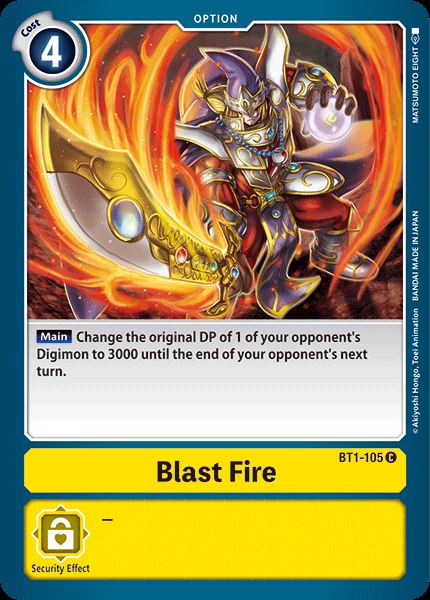 OPTION
Cost
4
MATSUMOTO EIGHT
Main Change the original DP of 1 of your opponent's
Digimon to 3000 until the end of your opponent's next
turn.
©Akiyoshi Hongo, Toei Animation BANDAI MADE IN JAPAN
BT1-105 C
Blast Fire
–
Security Effect